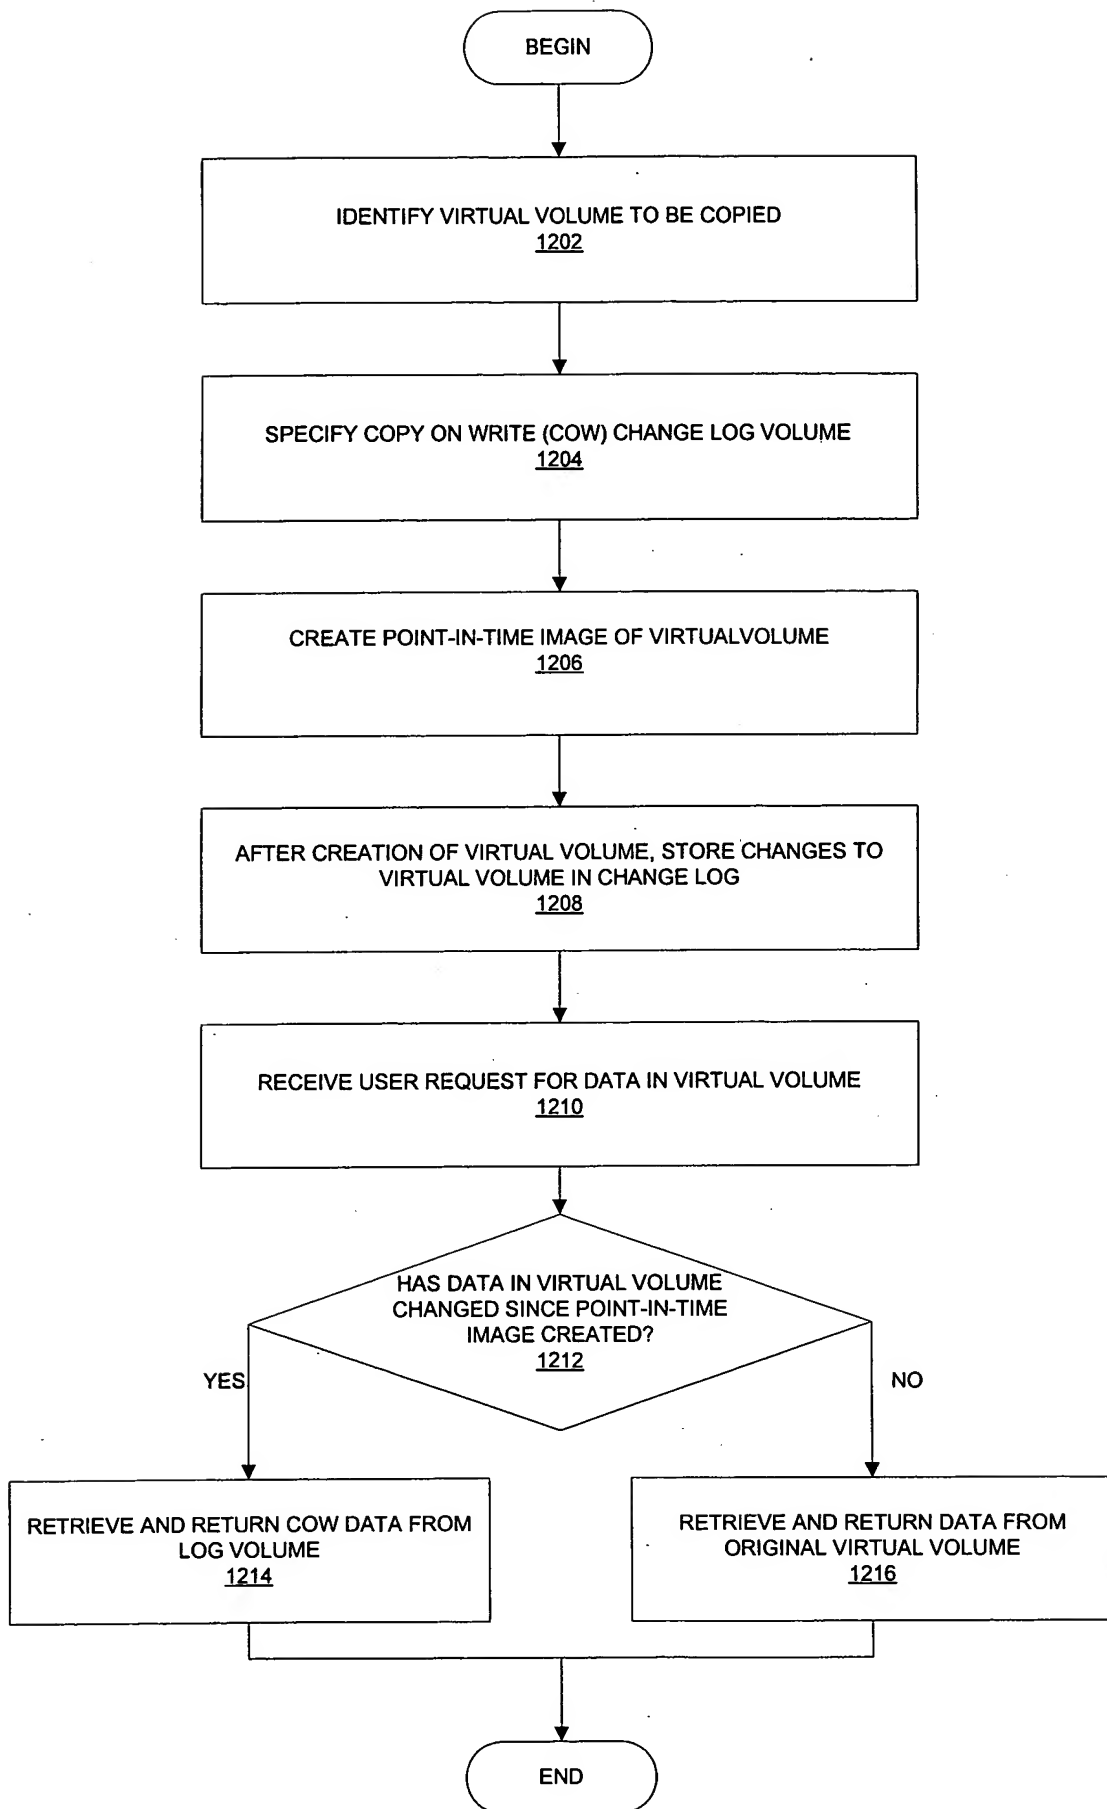 BEGIN
IDENTIFY VIRTUAL VOLUME TO BE COPIED
1202
SPECIFY COPY ON WRITE (COW) CHANGE LOG VOLUME
1204
CREATE POINT-IN-TIME IMAGE OF VIRTUALVOLUME
1206
AFTER CREATION OF VIRTUAL VOLUME, STORE CHANGES TO
VIRTUAL VOLUME IN CHANGE LOG
1208
RECEIVE USER REQUEST FOR DATA IN VIRTUAL VOLUME
1210
HAS DATA IN VIRTUAL VOLUME
CHANGED SINCE POINT-IN-TIME
IMAGE CREATED?
1212
YES
NO
RETRIEVE AND RETURN COW DATA FROM
LOG VOLUME
1214
RETRIEVE AND RETURN DATA FROM
ORIGINAL VIRTUAL VOLUME
1216
END